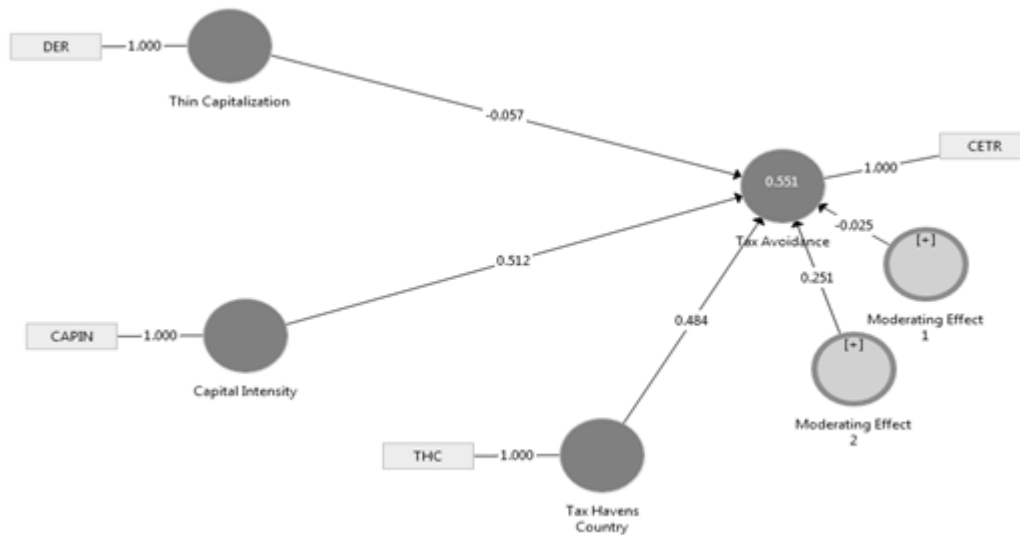 DER
1.000
Thin Capitalization
-0.057
CETR
1.000
0.551
Tax Avoidance
-0.025
[+]
Moderating Effect
1
0.512
0.251
CAPIN
1.000
Capital Intensity
0.484
[+]
Moderating Effect
2
THC
1.000
Tax Havens
Country